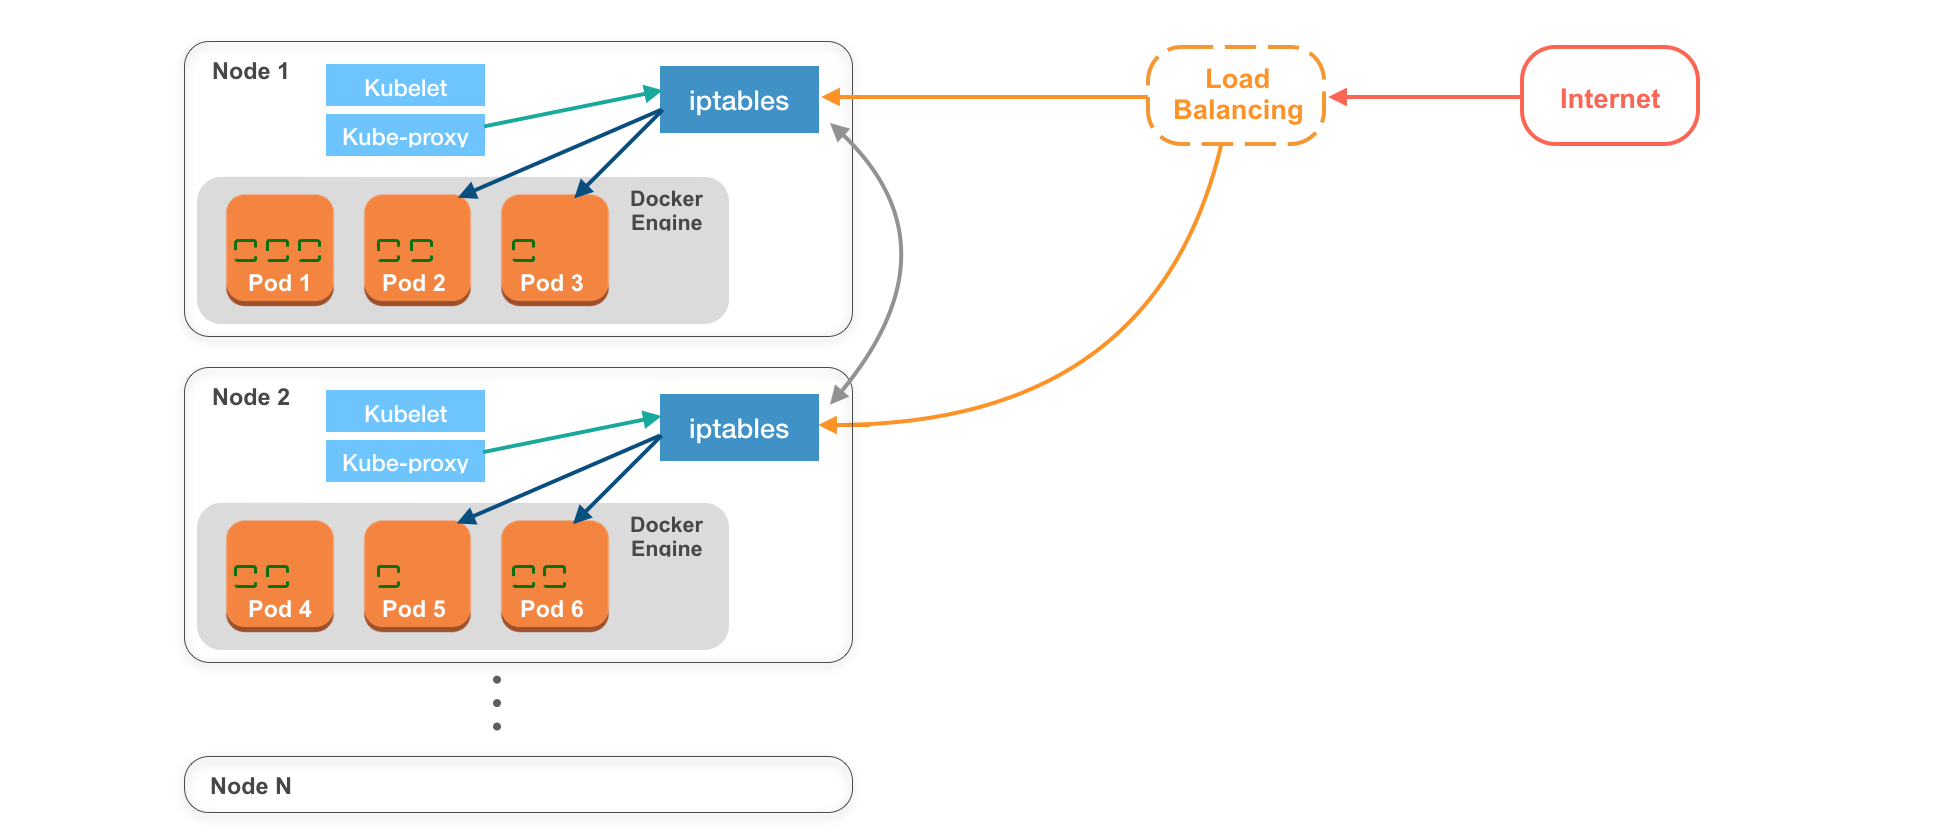 Node 1
Kubelet
Kube-proxy
iptables
Load
Balancing
Internet
Docker
Engine
Pod 1
Pod 2
Pod 3
Node 2
Kubelet
Kube-proxy
iptables
Docker
Engine
Pod 4
Pod 5
Pod 6
Node N